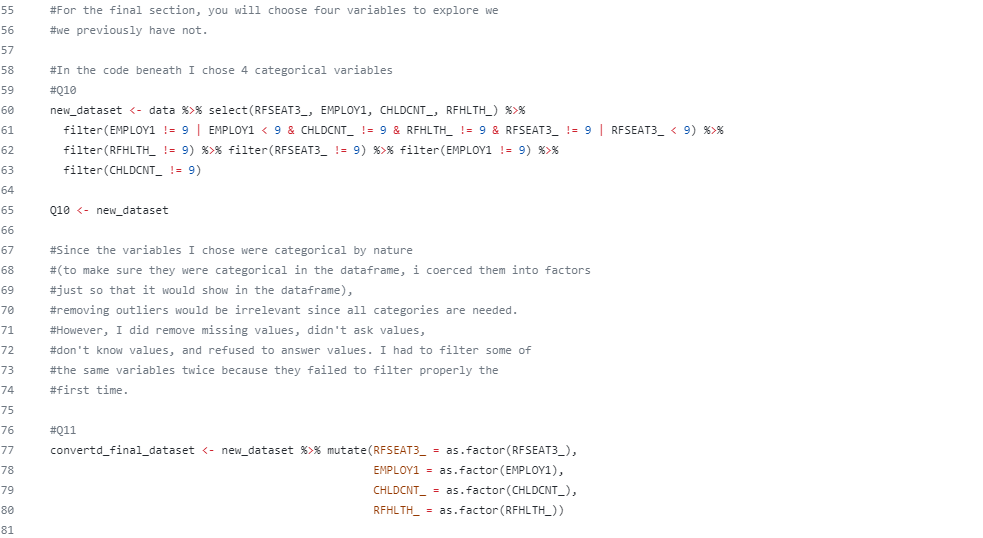 55 #For the final section, you will choose four variables to explore we
56 #we previously have not.
57
58 #In the code beneath I chose 4 categorical variables
59 #Q10
60 new_dataset <- data %>% select(RFSEAT3_, EMPLOY1, CHLDCNT_, RFHLTH_) %>%
61   filter(EMPLOY1 != 9 | EMPLOY1 < 9 & CHLDCNT_ != 9 & RFHLTH_ != 9 & RFSEAT3_ != 9 | RFSEAT3_ < 9) %>%
62   filter(RFHLTH_ != 9) %>% filter(RFSEAT3_ != 9) %>% filter(EMPLOY1 != 9) %>%
63   filter(CHLDCNT_ != 9)
64
65 Q10 <- new_dataset
66
67 #Since the variables I chose were categorical by nature
68 #(to make sure they were categorical in the dataframe, i coerced them into factors
69 #just so that it would show in the dataframe),
70 #removing outliers would be irrelevant since all categories are needed.
71 #However, I did remove missing values, didn't ask values,
72 #don't know values, and refused to answer values. I had to filter some of
73 #the same variables twice because they failed to filter properly the
74 #first time.
75
76 #Q11
77 convertd_final_dataset <- new_dataset %>% mutate(RFSEAT3_ = as.factor(RFSEAT3_),
78 EMPLOY1 = as.factor(EMPLOY1),
79 CHLDCNT_ = as.factor(CHLDCNT_),
80 RFHLTH_ = as.factor(RFHLTH_))
81